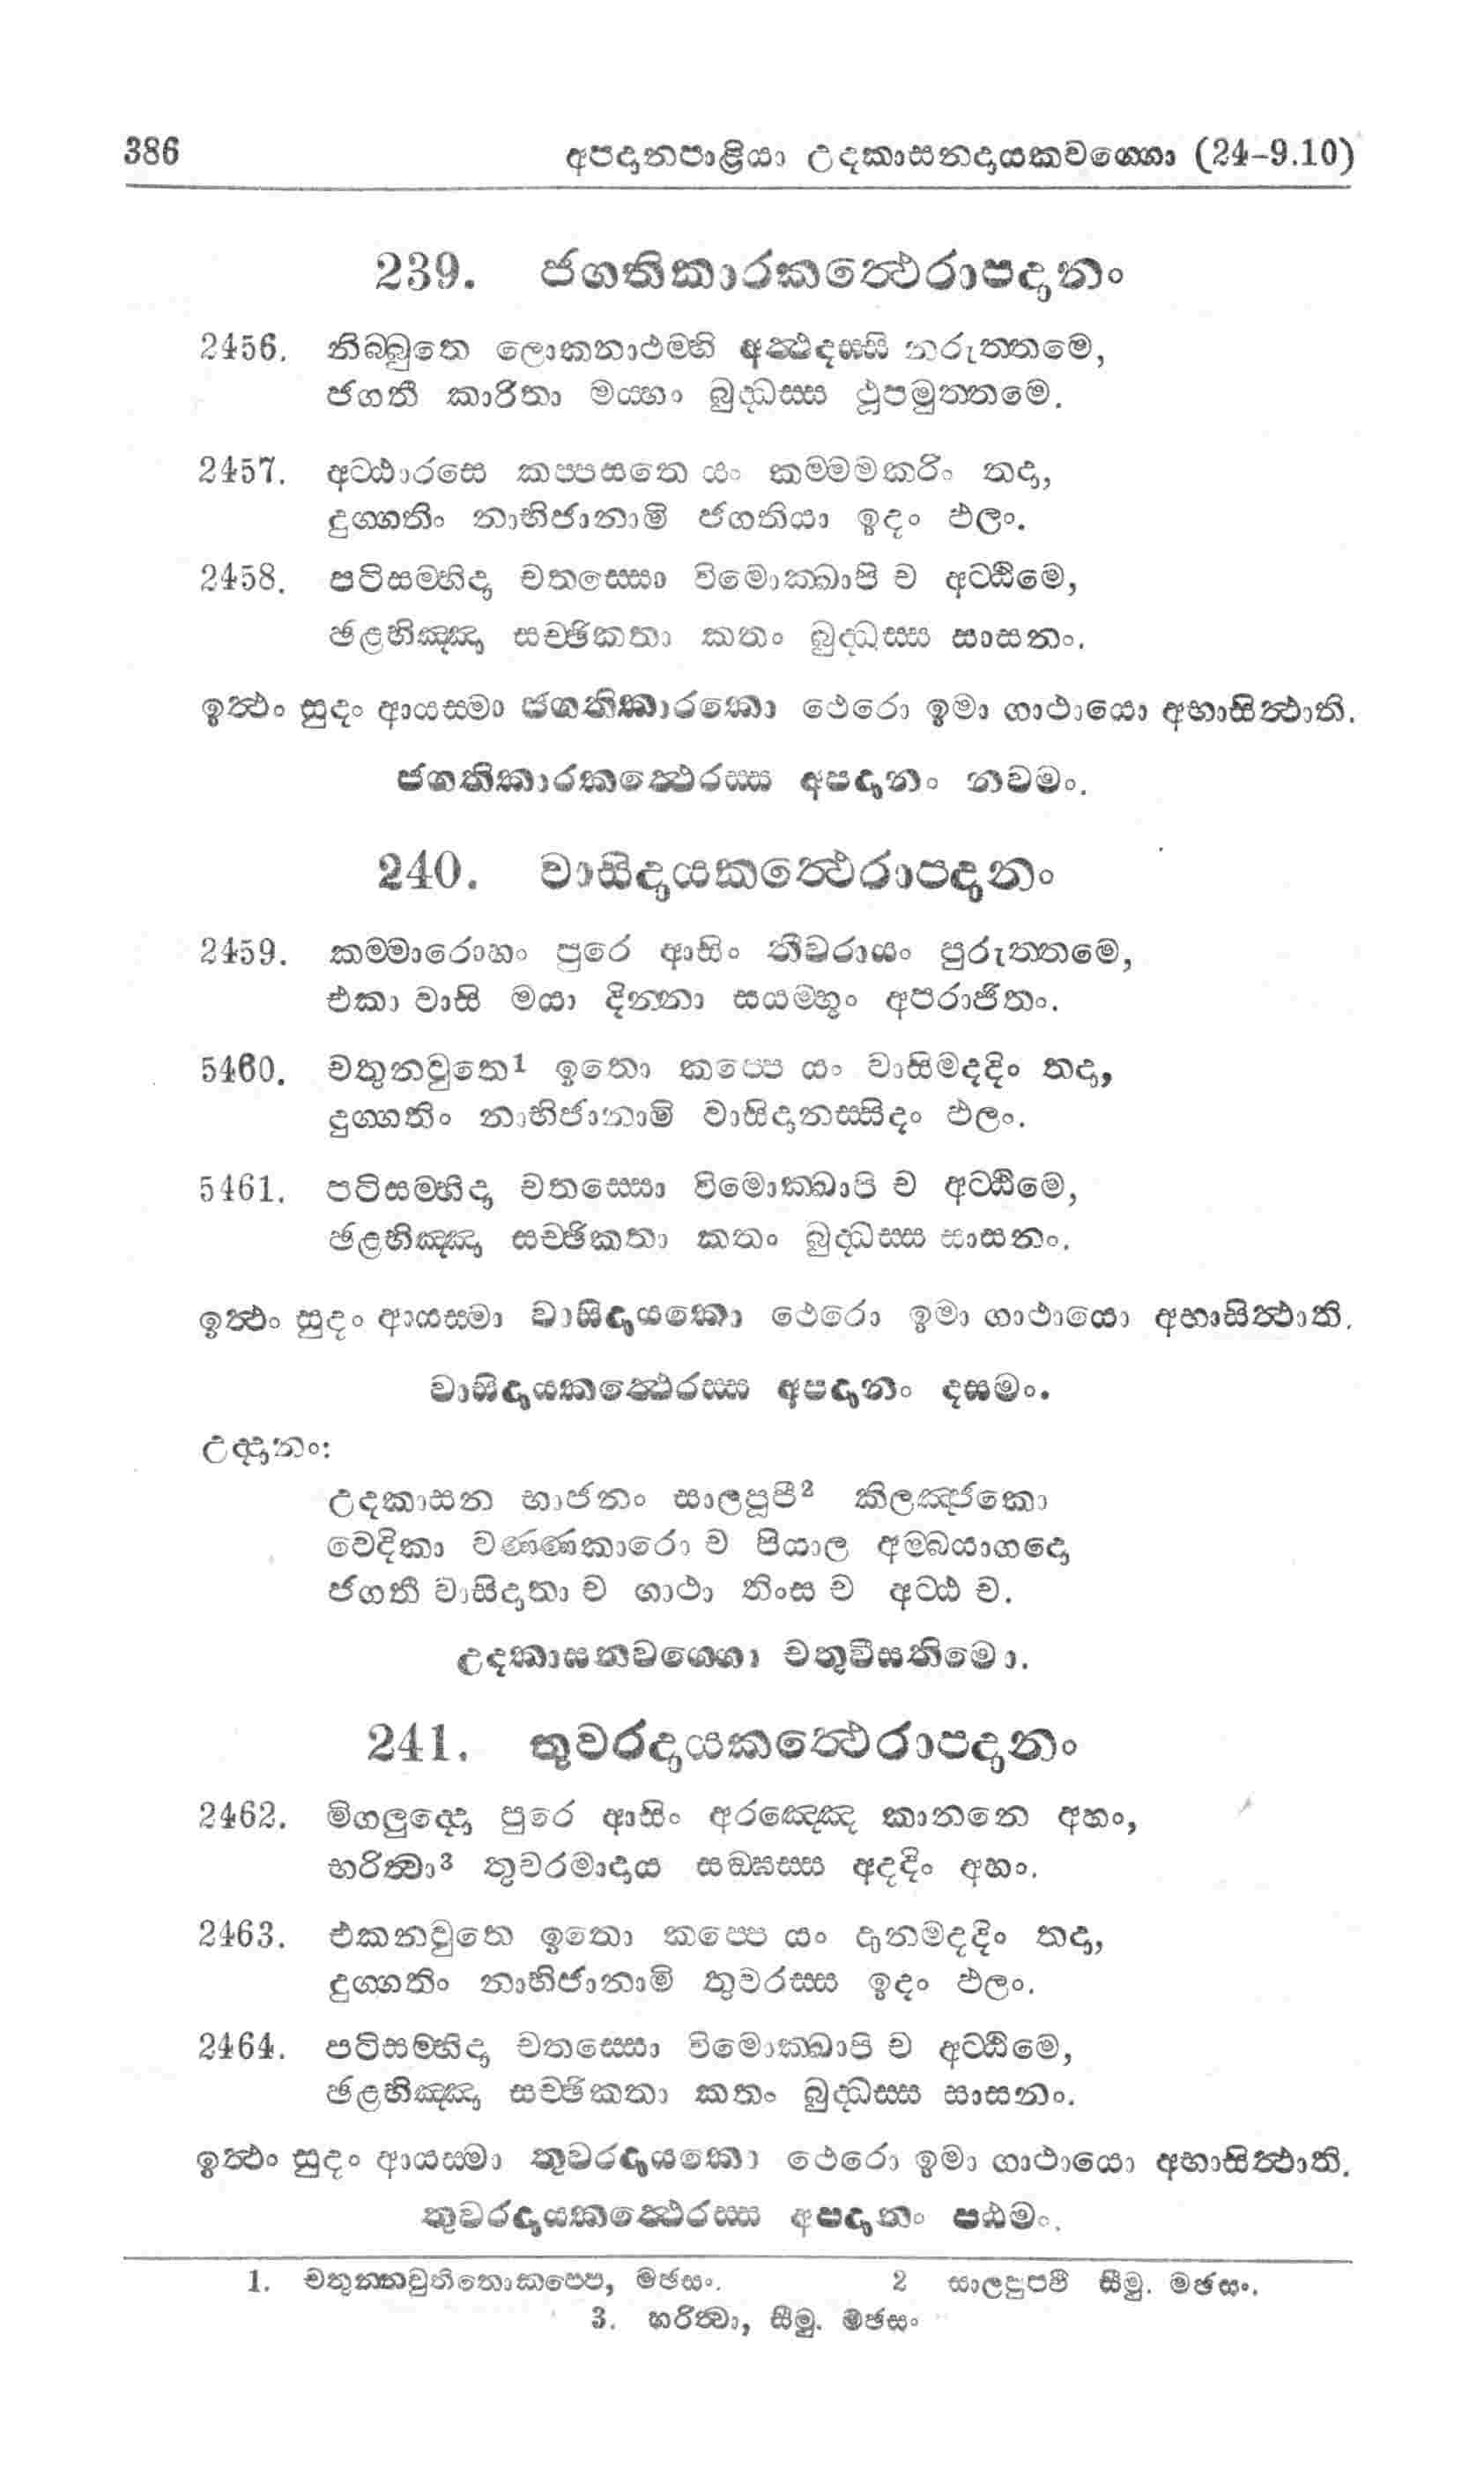 386 අපදානපාළියා උදකාසනදායකවග්ගො (24-9.10)
239. ජගතිකාරකත්ථෙරාපදානං
2456. නිබ්බුතෙ ලොකනාථම්හි අත්ථදස්සි නරුත්තමෙ,
ජගතී කාරිතා මය්හං බුද්ධස්ස ථූපමුත්තමෙ.
2457. අට්ඨාරසෙ කප්පසතෙ යං කම්මමකරිං තදා,
දුග්ගතිං නාභිජානාමි ජගතියා ඉදං ඵලං.
2458. පටිසම්භිදා චතස්සො විමොක්ඛාපි ච අට්ඨිමෙ,
ඡළභිඤ්ඤා සච්ඡිකතා කතං බුද්ධස්ස සාසනං.
ඉත්ථං සුදං ආයස්මා ජගතිකාරකො ථෙරො ඉමා ගාථායො අභාසිත්ථාති.
ජගතිකාරකත්ථෙරස්ස අපදානං නවමං.
240. වාසිදායකත්ථෙරාපදානං
2459. කම්මාරොහං පුරෙ ආසිං තිවරායං පුරුත්තමෙ,
එකා වාසි මයා දින්නා සයම්භුං අපරාජිතං.
5460. චතුනවුතෙ1 ඉතො කප්පෙ යං වාසිමදදිං තදා,
දුග්ගතිං නාභිජානාමි වාසිදානස්සිදං ඵලං.
5461. පටිසම්භිදා චතස්සො විමොක්ඛාපි ච අට්ඨිමෙ,
ඡළභිඤ්ඤා සච්ඡිකතා කතං බුද්ධස්ස සාසනං.
ඉත්ථං සුදං ආයස්මා වාසිදායකො ථෙරො ඉමා ගාථායො අභාසිත්ථාති.
වාසිදායකත්ථෙරස්ස අපදානං දසමං.
උද්දානං:
උදකාසන භාජනං සාලපූපී2 කිලඤ්ජකො
වෙදිකා වණ්ණකාරො ච පියාල අම්බයාගදො
ජගතී වාසිදාතා ච ගාථා තිංස ච අට්ඨ ච.
උදකාසනවග්ගො චතුවීසතිමො.
241. තුවරදායකත්ථෙරාපදානං
2462. මිගලුද්දො පුරෙ ආසිං අරඤ්ඤෙ කානනෙ අහං,
භරිත්වා3 තුවරමාදාය සඞ්ඝස්ස අදදිං අහං.
2463. එකනවුතෙ ඉතො කප්පෙ යං දානමදදිං තදා,
දුග්ගතිං නාභිජානාමි තුවරස්ස ඉදං ඵලං.
2464. පටිසම්භිදා චතස්සො විමොක්ඛාපි ච අට්ඨිමෙ,
ඡළභිඤ්ඤා සච්ඡිකතා කතං බුද්ධස්ස සාසනං.
ඉත්ථං සුදං ආයස්මා තුවරදායකො ථෙරො ඉමා ගාථායො අභාසිත්ථාති.
තුවරදායකත්ථෙරස්ස අපදානං පඨමං.
1. චතුන්නවුතිතොකප්පෙ, මඡසං. 2 සාලපුප්ඵී සීමු. මඡසං.
3. හරිත්වා, සීමු. මඡසං